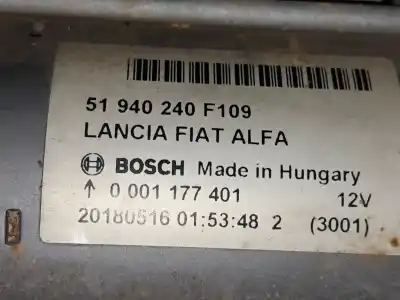 51 940 240 F109
LANCIA FIAT ALFA
BOSCH Made in Hungary
↑ 0 001 177 401 12V
20180516 01:53:48 2 (3001)